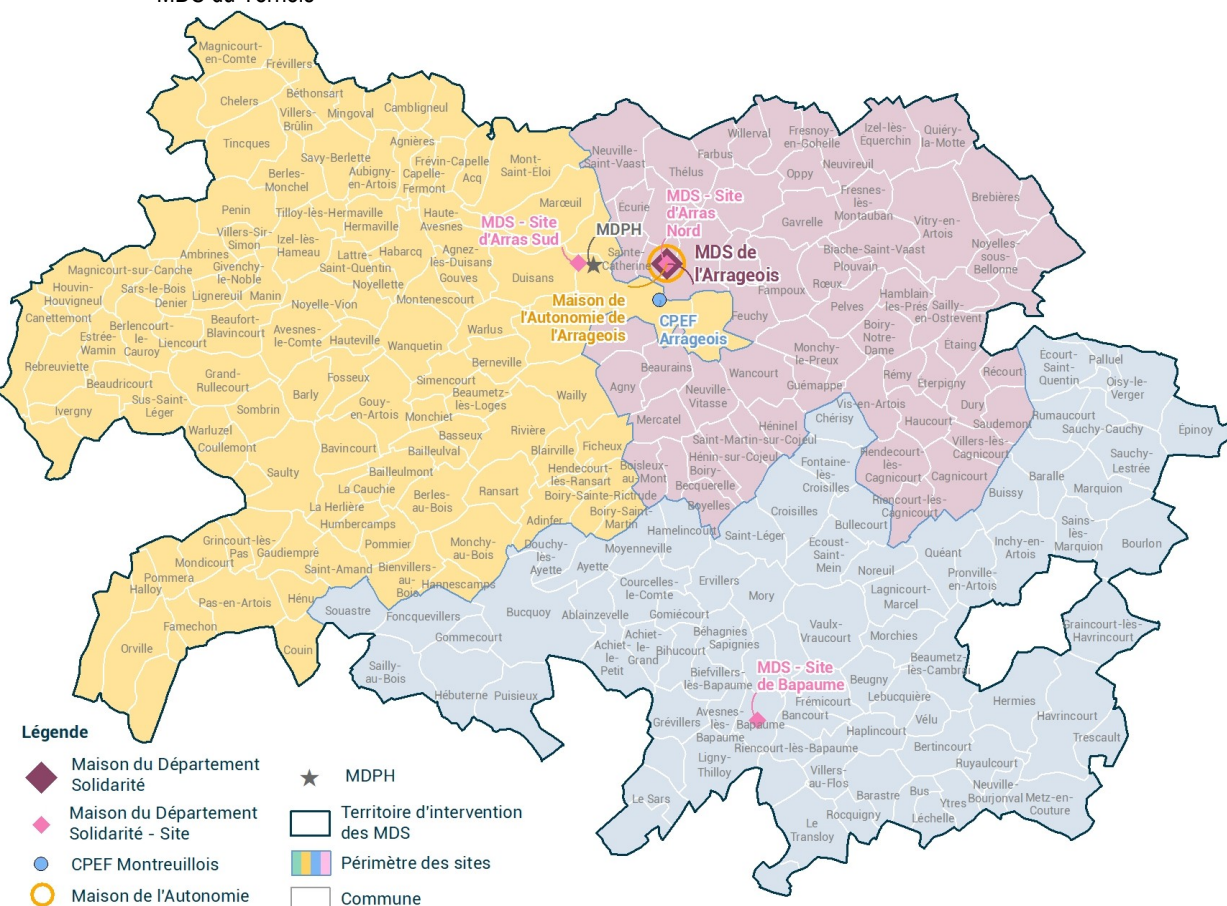 MDS du Ternois
Magnicourt-
en-Comte
Frévillers
Chelers
Béthonsart
Villers-
Brûlin
Mingoval
Cambligneul
Tincques
Savy-Berlette
Agnières
Aubigny-
en-Artois
Frévin-Capelle
Capelle-
Fermont
Acq
Mont-
Saint-Eloi
Berles-
Monchel
Penin
Tilloy-lès-Hermaville
Hermaville
Haute-
Avesnes
Marœuil
Villers-Sir-
Simon
Izel-lès-
Hameau
Habarcq
Agnez-
lès-Duisans
Ambrines
Lattre-
Saint-Quentin
Gouves
Duisans
Givenchy-
le-Noble
Noyellette
Magnicourt-sur-Canche
Houvin-
Houvigneul
Sars-le-Bois
Denier
Lignereuil
Manin
Noyelle-Vion
Montenescourt
Canettemont
Beaufort-
Blavincourt
Avesnes-
le-Comte
Hauteville
Wanquetin
Warlus
Berlencourt-
le-
Cauroy
Liencourt
Estrée-
Wamin
Rebreuviette
Beaudricourt
Grand-
Rullecourt
Fosseux
Simencourt
Berneville
Ivergny
Sus-Saint-
Léger
Sombrin
Barly
Gouy-
en-Artois
Monchiet
Beaumetz-
lès-Loges
Wailly
Warluzel
Coullemont
Bavincourt
Basseux
Bailleulval
Rivière
Blairville
Ficheux
Saulty
Bailleulmont
Hendecourt-
lès-Ransart
La Cauchie
Berles-
au-Bois
Ransart
Boiry-Sainte-Rictrude
Boiry-Saint-
Martin
La Herlière
Humbercamps
Adinfer
Grincourt-lès-
Pas
Gaudiempre
Pommier
Monchy-
au-Bois
Mondicourt
Pommera
Halloy
Saint-Amand
Bienvillers-
au-
Bois
Hannescamps
Pas-en-Artois
Hénu
Famechon
Orville
Couin
Neuville-
Saint-Vaast
Willerval
Fresnoy-
en-Gohelle
Izel-lès-
Equerchin
Quiéry-
la-Motte
Farbus
Thélus
Oppy
Neuvireuil
Ecurie
Fresnes-
lès-
Montauban
Brebières
Gavrelle
Vitry-en-
Artois
Sainte-
Catherine
Biache-Saint-Vaast
Plouvain
Noyelles-
sous-
Bellonne
Fampoux
Rœux
Hamblain-
les-Prés
Sailly-
en-Ostrevent
Feuchy
Pelves
Boiry-
Notre-
Dame
Etaing
Monchy-
le-Preux
Beaurains
Wancourt
Rémy
Éterpigny
Récourt
Agny
Neuville-
Vitasse
Guémappe
Vis-en-Artois
Dury
Mercatel
Héninel
Haucourt
Saudemont
Saint-Martin-sur-Cojeul
Villers-lès-
Cagnicourt
Hénin-sur-Cojeul
Hendecourt-
lès-
Cagnicourt
Cagnicourt
Boisleux-
au-
Mont
Boiry-
Becquerelle
Riencourt-lès-
Cagnicourt
Boyelles
MDS - Site
d'Arras Sud
MDPH
MDS - Site
d'Arras
Nord
MDS de
l'Arrageois
Maison de
l'Autonomie de
l'Arrageois
CPEF
Arrageois
Chérisy
Écourt-
Saint-
Quentin
Palluel
Oisy-le-
Verger
Rumaucourt
Sauchy-Cauchy
Épinoy
Fontaine-
lès-
Croisilles
Sauchy-
Lestrée
Baralle
Marquion
Buissy
Croisilles
Bullecourt
Hamelincourt
Saint-Léger
Ecoust-
Saint-
Mein
Sains-
lès-
Marquion
Inchy-en-
Artois
Bourlon
Quéant
Douchy-
lès-
Ayette
Moyenneville
Ayette
Noreuil
Pronville-
en-Artois
Courcelles-
le-Comte
Ervillers
Mory
Lagnicourt-
Marcel
Souastre
Foncquevillers
Bucquoy
Ablainzevelle
Gomiécourt
Graincourt-lès-
Havrincourt
Gommecourt
Achiet-
le-
Grand
Achiet-
le-
Petit
Bihucourt
Béhagnies
Sapignies
Vaulx-
Vraucourt
Morchies
Sailly-
au-Bois
Beaumetz-
lès-Cambrai
MDS - Site
de Bapaume
Biefvillers-
lès-Bapaume
Beugny
Lebucquière
Hébuterne
Puisieux
Frémicourt
Bancourt
Hermies
Havrincourt
Grévillers
Avesnes-
lès-
Bapaume
Bapaume
Vélu
Haplincourt
Trescault
Riencourt-lès-Bapaume
Bertincourt
Ruyaulcourt
Ligny-
Thilloy
Villers-
au-Flos
Neuville-
Bourjonval
Metz-en-
Couture
Le Sars
Barastre
Bus
Ytres
Rocquigny
Léchelle
Le
Transloy
Légende
Maison du Département
Solidarité
Maison du Département
Solidarité - Site
CPEF Montreuillois
Maison de l'Autonomie
MDPH
Territoire d'intervention
des MDS
Périmètre des sites
Commune